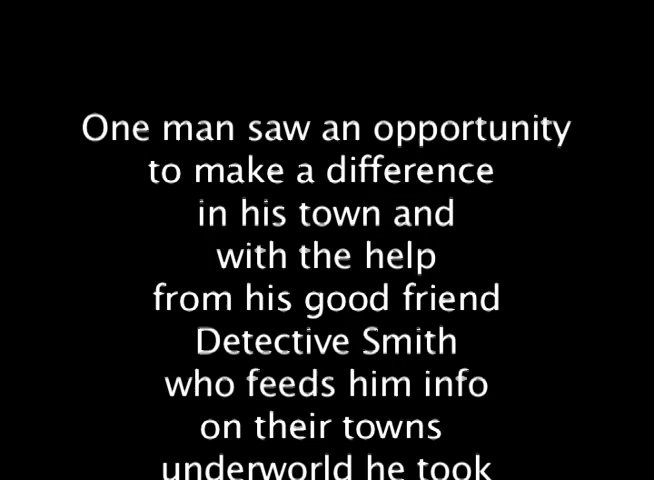 One man saw an opportunity
to make a difference
in his town and
with the help
from his good friend
Detective Smith
who feeds him info
on their towns
underworld he took